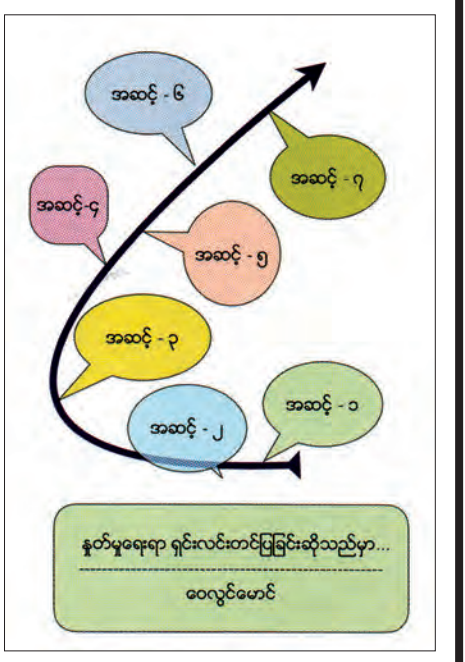 အဆင့် - ၆
အဆင့် - ၇
အဆင့်-၄
အဆင့် - ၅
အဆင့် - ၃
အဆင့် - ၁
အဆင့် - ၂
နှုတ်မှုရေးရာ ရှင်းလင်းတင်ပြခြင်းဆိုသည်မှာ...
ဝေလွင်မောင်